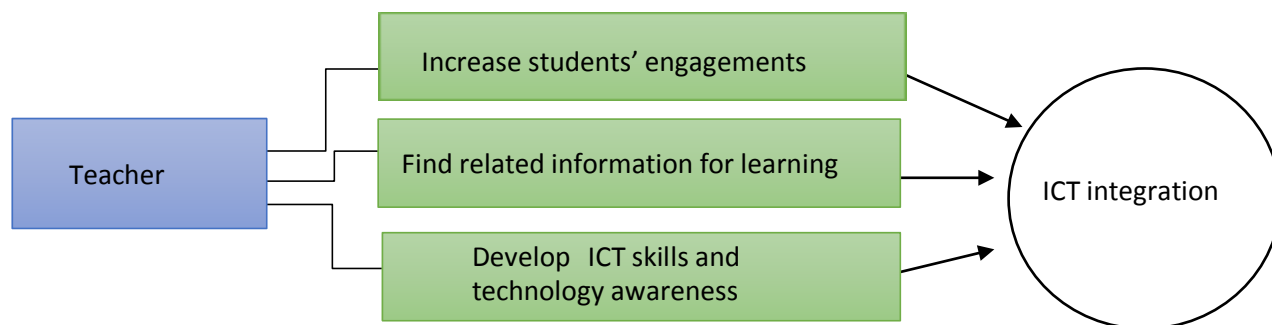 Increase students’ engagements
Teacher
Find related information for learning
ICT integration
Develop ICT skills and
technology awareness